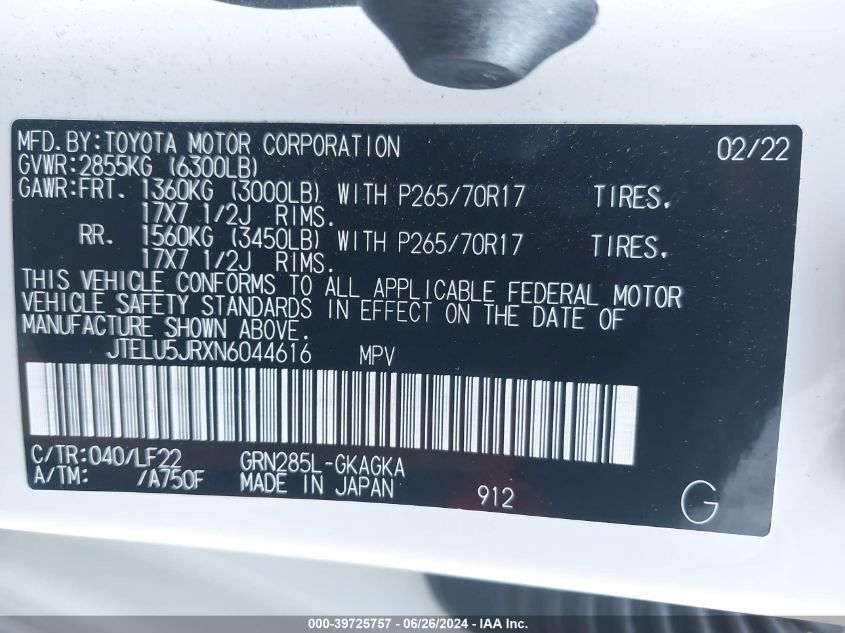 MFD. BY: TOYOTA MOTOR CORPORATION 02/22
GVWR: 2855KG (6300LB)
GAWR: FRT. 1360KG (3000LB) WITH P265/70R17 TIRES.
17X7 1/2J RIMS.
RR. 1560KG (3450LB) WITH P265/70R17 TIRES.
17X7 1/2J RIMS.
THIS VEHICLE CONFORMS TO ALL APPLICABLE FEDERAL MOTOR
VEHICLE SAFETY STANDARDS IN EFFECT ON THE DATE OF
MANUFACTURE SHOWN ABOVE.
JTELU5JRXN6044616 MPV
C/TR: 040/LF22 GRN285L-GKAGKA
A/TM: /A750F MADE IN JAPAN 912 G
000-39725757 - 06/26/2024 - IAA Inc.